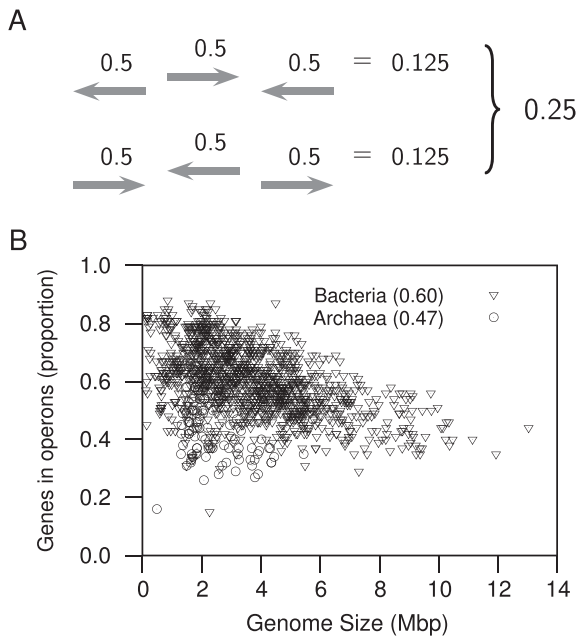 A
0.5 0.5 0.5 = 0.125
0.25
0.5 0.5 0.5 = 0.125
B
Genes in operons (proportion)
1.0
0.8
0.6
0.4
0.2
0.0
Bacteria (0.60)
Archaea (0.47)
0 2 4 6 8 10 12 14
Genome Size (Mbp)